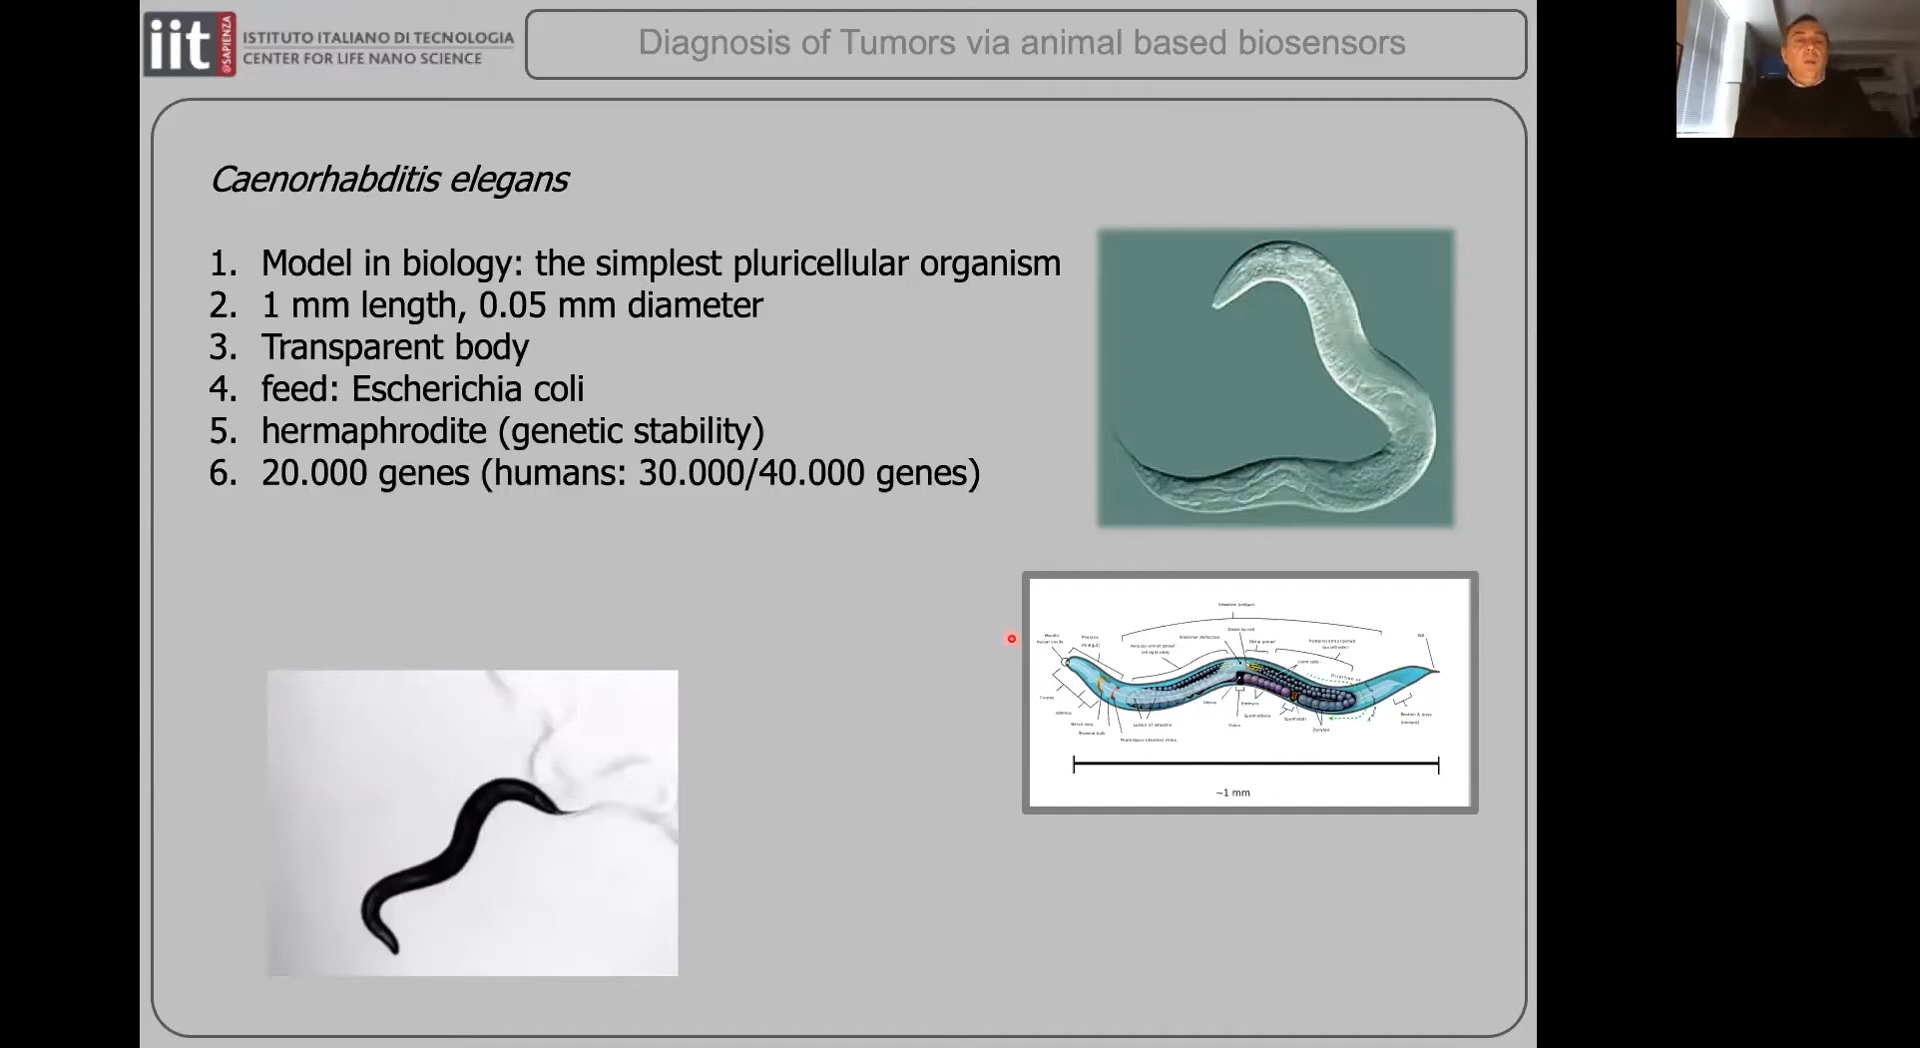 iit
@SAPIENZA
ISTITUTO ITALIANO DI TECNOLOGIA
CENTER FOR LIFE NANO SCIENCE
Diagnosis of Tumors via animal based biosensors
Caenorhabditis elegans
1. Model in biology: the simplest pluricellular organism
2. 1 mm length, 0.05 mm diameter
3. Transparent body
4. feed: Escherichia coli
5. hermaphrodite (genetic stability)
6. 20.000 genes (humans: 30.000/40.000 genes)
~1 mm